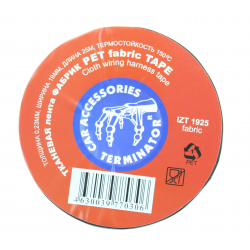 ТОЛЩИНА 0,23ММ, ШИРИНА 19ММ, ДЛИНА 25М, ТЕРМОСТОЙКОСТЬ 150°C
ТКАНЕВАЯ лента ФАБРИК PET fabric TAPE
Cloth wiring harness tape
CAR ACCESSORIES
TERMINATOR
IZT 1925
fabric
PET
4630039770306